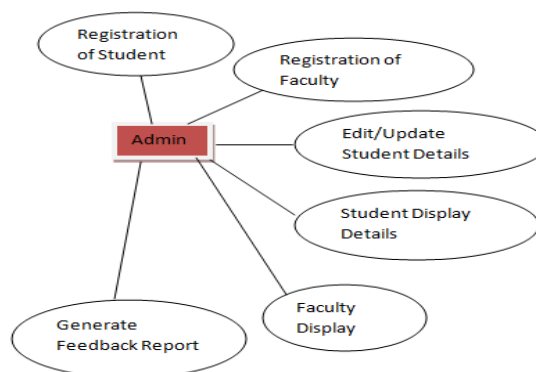 Registration
of Student
Registration of
Faculty
Admin
Edit/Update
Student Details
Student Display
Details
Faculty
Display
Generate
Feedback Report